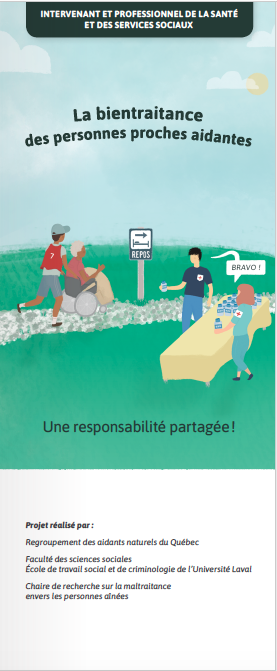 INTERVENANT ET PROFESSIONNEL DE LA SANTÉ
ET DES SERVICES SOCIAUX
La bientraitance
des personnes proches aidantes
REPOS
7
BRAVO !
Une responsabilité partagée !
Projet réalisé par :
Regroupement des aidants naturels du Québec
Faculté des sciences sociales
École de travail social et de criminologie de l'Université Laval
Chaire de recherche sur la maltraitance
envers les personnes aînées